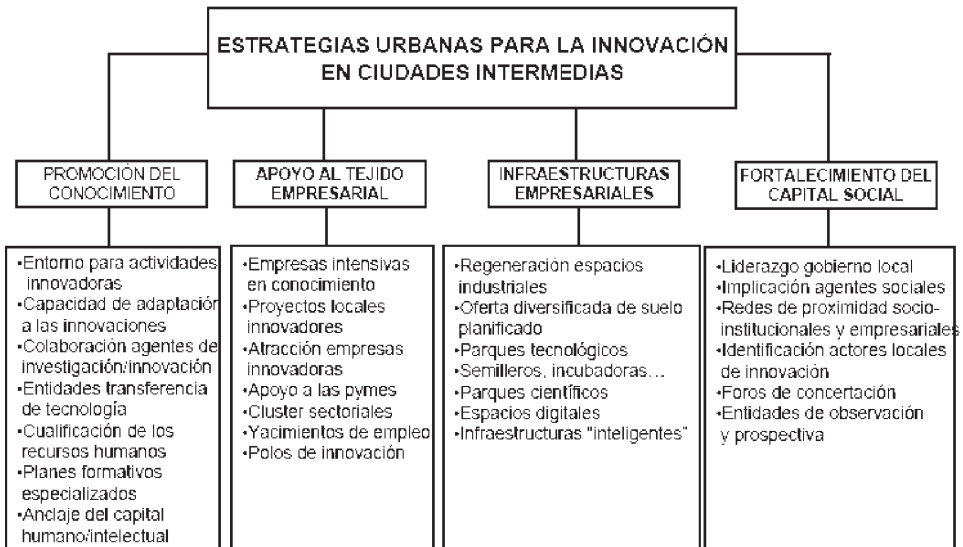 ESTRATEGIAS URBANAS PARA LA INNOVACIÓN
EN CIUDADES INTERMEDIAS
PROMOCIÓN DEL
CONOCIMIENTO
•Entorno para actividades
innovadoras
•Capacidad de adaptación
a las innovaciones
•Colaboración agentes de
investigación/innovación
•Entidades transferencia
de tecnología
•Cualificación de los
recursos humanos
•Planes formativos
especializados
•Anclaje del capital
humano/intelectual
APOYO AL TEJIDO
EMPRESARIAL
•Empresas intensivas
en conocimiento
•Proyectos locales
innovadores
•Atracción empresas
innovadoras
•Apoyo a las pymes
•Cluster sectoriales
•Yacimientos de empleo
•Polos de innovación
INFRAESTRUCTURAS
EMPRESARIALES
•Regeneración espacios
industriales
•Oferta diversificada de suelo
planificado
•Parques tecnológicos
•Semilleros, incubadoras…
•Parques científicos
•Espacios digitales
•Infraestructuras "inteligentes"
FORTALECIMIENTO DEL
CAPITAL SOCIAL
•Liderazgo gobierno local
•Implicación agentes sociales
•Redes de proximidad socio-
institucionales y empresariales
•Identificación actores locales
de innovación
•Foros de concertación
•Entidades de observación
y prospectiva